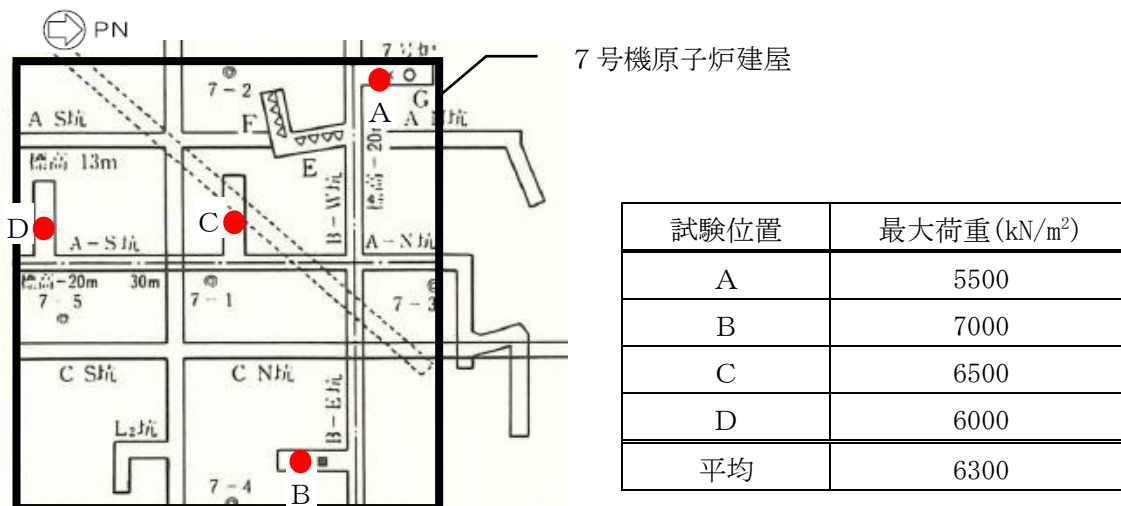 PN
7号機原子炉建屋
7-2
A
G
F
A S坑
E
標高 13m
標高-20m
B-W坑
D
C
A-S坑
A-N坑
標高-20m 30m
7-5
7-1
7-3
C S坑
C N坑
B-E坑
L₂坑
7-4
B
試験位置 最大荷重(kN/m²)
A 5500
B 7000
C 6500
D 6000
平均 6300